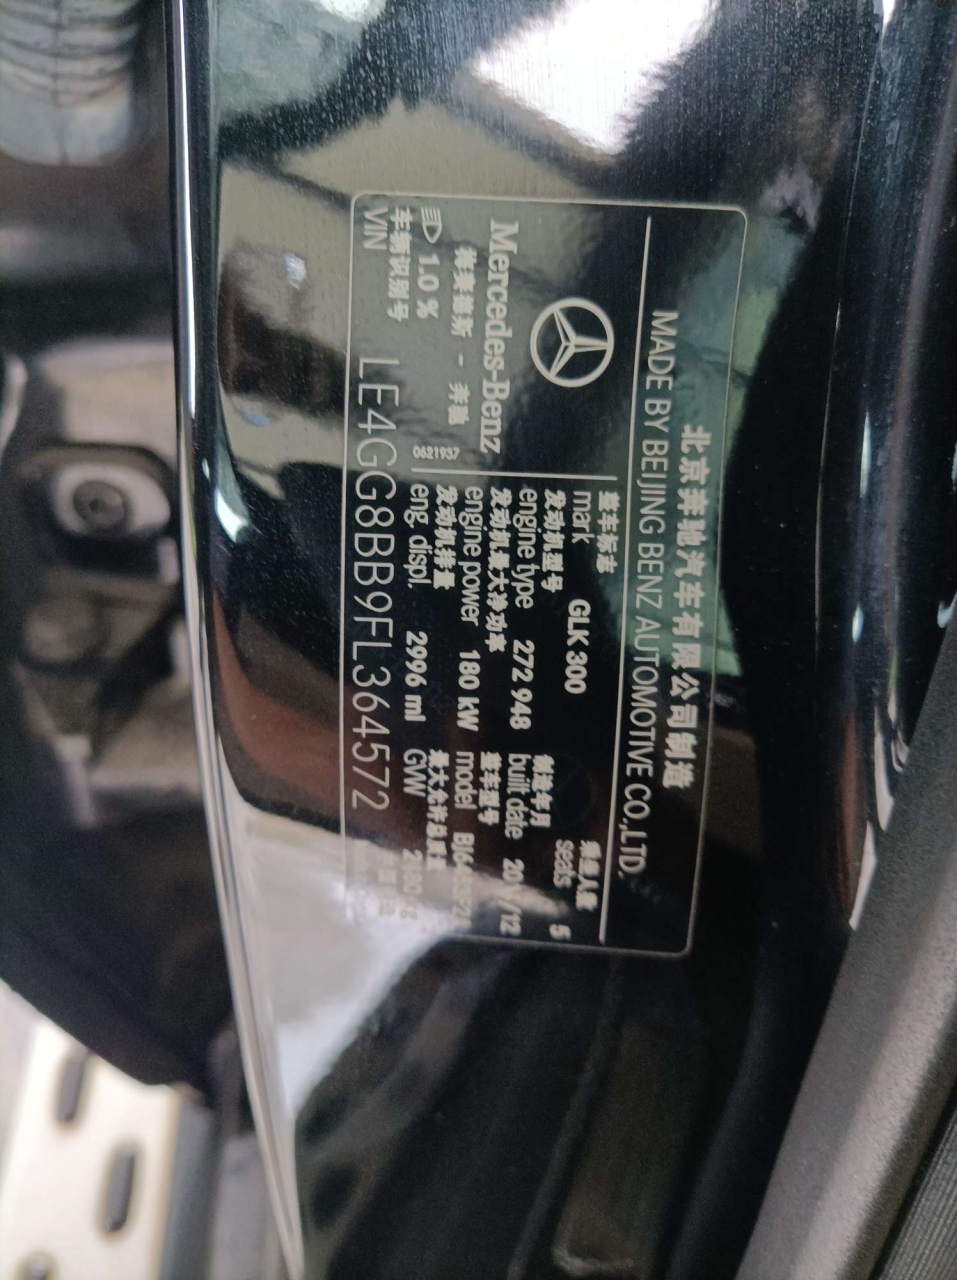 北京奔驰汽车有限公司制造
MADE BY BEIJING BENZ AUTOMOTIVE CO.,LTD.
Mercedes-Benz
梅赛德斯 - 奔驰
1.0 %
0621937
整车标志
mark GLK 300
乘坐人数
seats 5
发动机型号
engine type 272 948
制造年月
built date /12
发动机最大净功率
engine power 180 kW
整车型号
model
发动机排量
eng. displ. 2996 ml
最大允许总质量
GVW
车辆识别号
VIN LE4GG8BB9FL364572